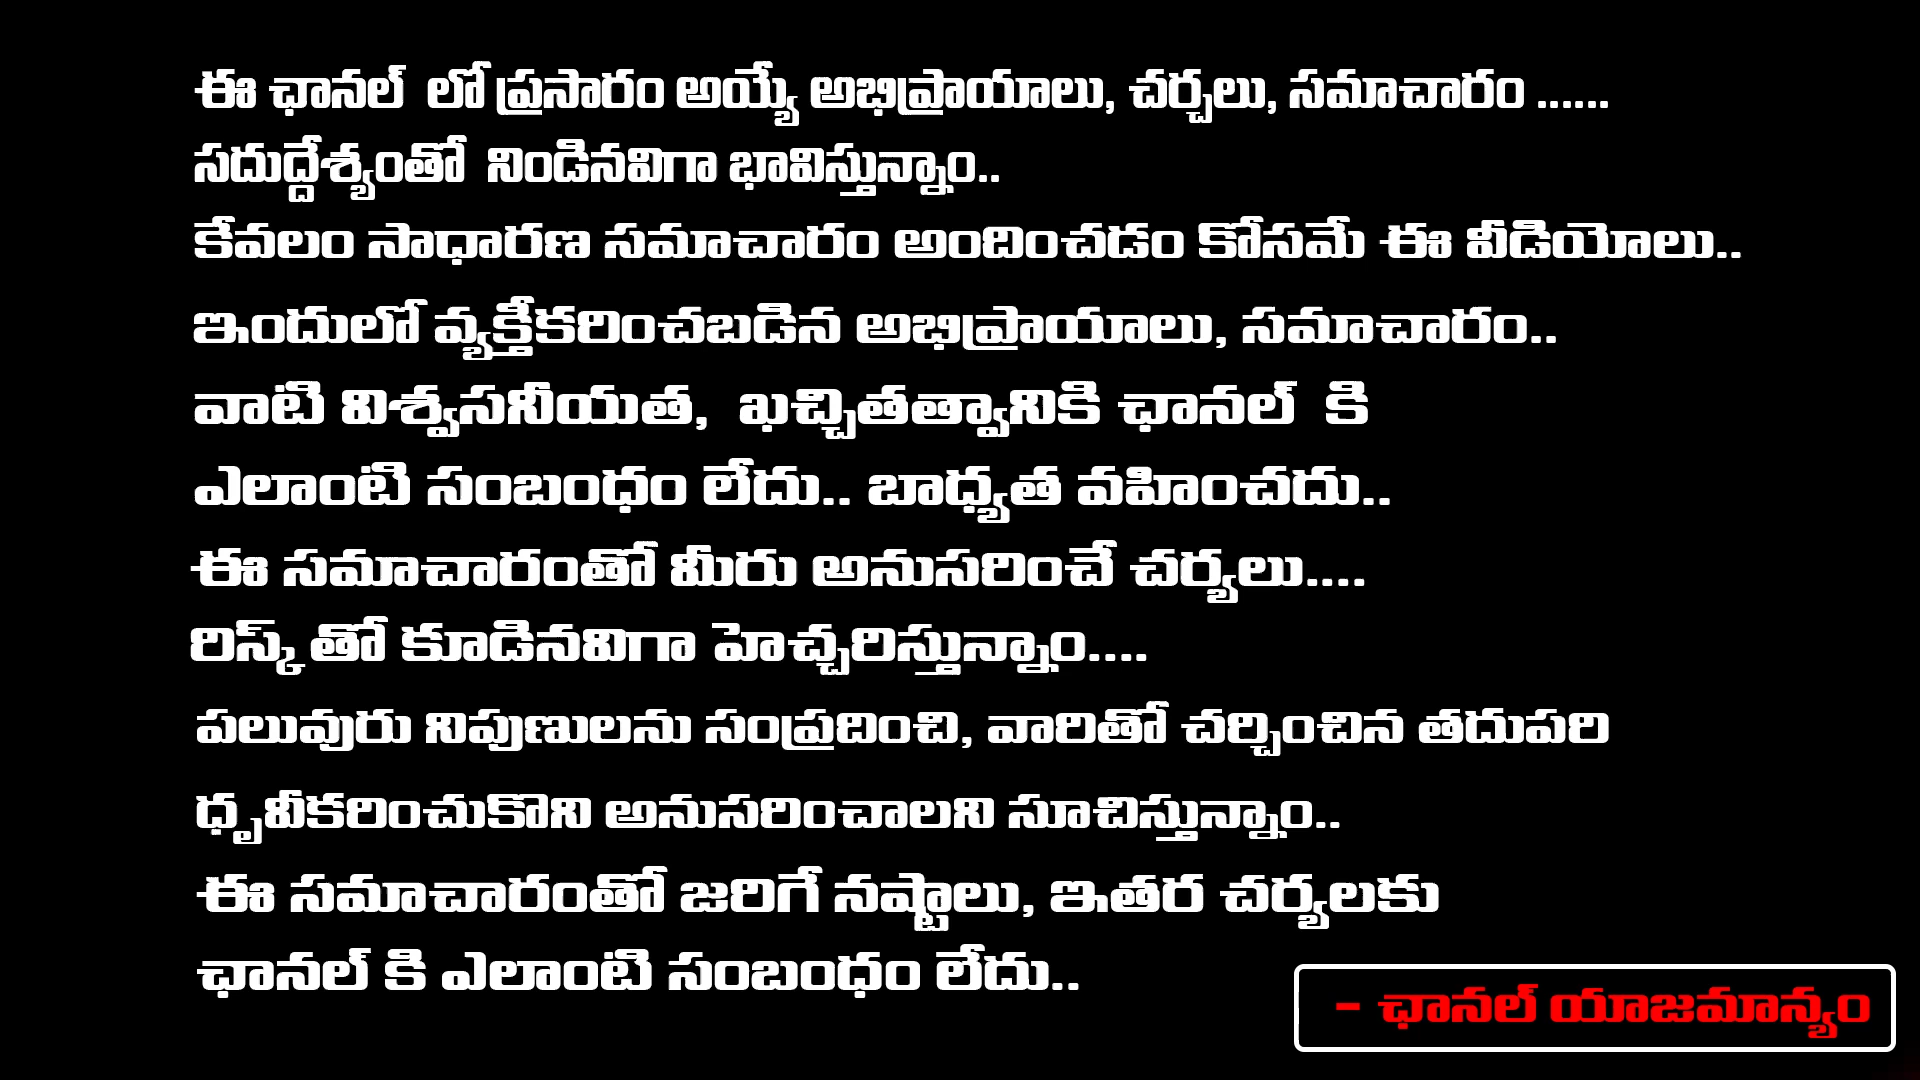 ఈ ఛానల్ లో ప్రసారం అయ్యే అభిప్రాయాలు, చర్చలు, సమాచారం ......
సదుద్దేశ్యంతో నిండినవిగా భావిస్తున్నాం..
కేవలం సాధారణ సమాచారం అందించడం కోసమే ఈ వీడియోలు..
ఇందులో వ్యక్తీకరించబడిన అభిప్రాయాలు, సమాచారం..
వాటి విశ్వసనీయత, ఖచ్చితత్వానికి ఛానల్ కి
ఎలాంటి సంబంధం లేదు.. బాధ్యత వహించదు..
ఈ సమాచారంతో మీరు అనుసరించే చర్యలు....
రిస్క్ తో కూడినవిగా హెచ్చరిస్తున్నాం....
పలువురు నిపుణులను సంప్రదించి, వారితో చర్చించిన తదుపరి
ధృవీకరించుకొని అనుసరించాలని సూచిస్తున్నాం..
ఈ సమాచారంతో జరిగే నష్టాలు, ఇతర చర్యలకు
ఛానల్ కి ఎలాంటి సంబంధం లేదు..
- ఛానల్ యాజమాన్యం